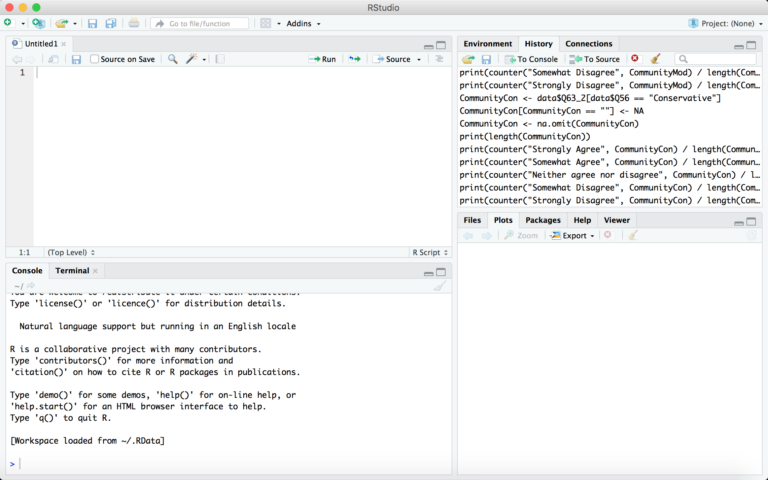 RStudio
Go to file/function
Addins
Project: (None)
Untitled1
Source on Save
Run
Source
1
1:1
(Top Level)
R Script
Console
Terminal
~/
Type 'license()' or 'licence()' for distribution details.
Natural language support but running in an English locale
R is a collaborative project with many contributors.
Type 'contributors()' for more information and
'citation()' on how to cite R or R packages in publications.
Type 'demo()' for some demos, 'help()' for on-line help, or
'help.start()' for an HTML browser interface to help.
Type 'q()' to quit R.
[Workspace loaded from ~/.RData]
>
Environment
History
Connections
To Console
To Source
print(counter("Somewhat Disagree", CommunityMod) / length(Com…
print(counter("Strongly Disagree", CommunityMod) / length(Com…
CommunityCon <- data$Q63_2[data$Q56 == "Conservative"]
CommunityCon[CommunityCon == ""] <- NA
CommunityCon <- na.omit(CommunityCon)
print(length(CommunityCon))
print(counter("Strongly Agree", CommunityCon) / length(Commun…
print(counter("Somewhat Agree", CommunityCon) / length(Commun…
print(counter("Neither agree nor disagree", CommunityCon) / l…
print(counter("Somewhat Disagree", CommunityCon) / length(Com…
print(counter("Strongly Disagree", CommunityCon) / length(Com…
Files
Plots
Packages
Help
Viewer
Zoom
Export